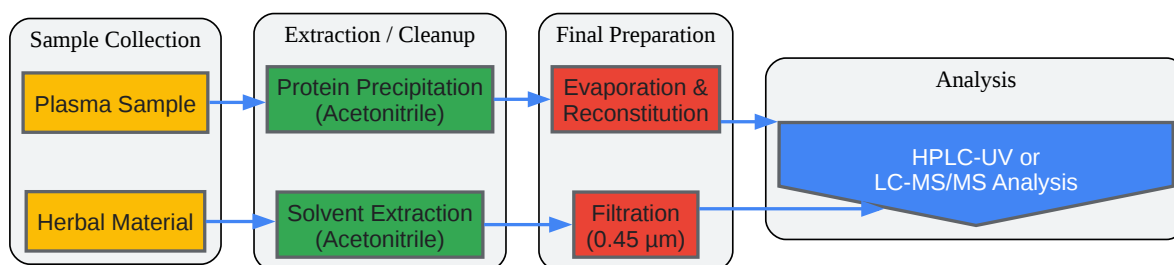 Sample Collection
Plasma Sample
Herbal Material
Extraction / Cleanup
Protein Precipitation
(Acetonitrile)
Solvent Extraction
(Acetonitrile)
Final Preparation
Evaporation &
Reconstitution
Filtration
(0.45 µm)
Analysis
HPLC-UV or
LC-MS/MS Analysis